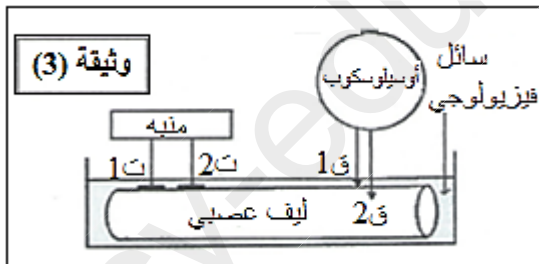 وثيقة (3)
أوسيلوسكوب
سائل
فيزيولوجي
منبه
ت1
ت2
ق1
ق2
ليف عصبي